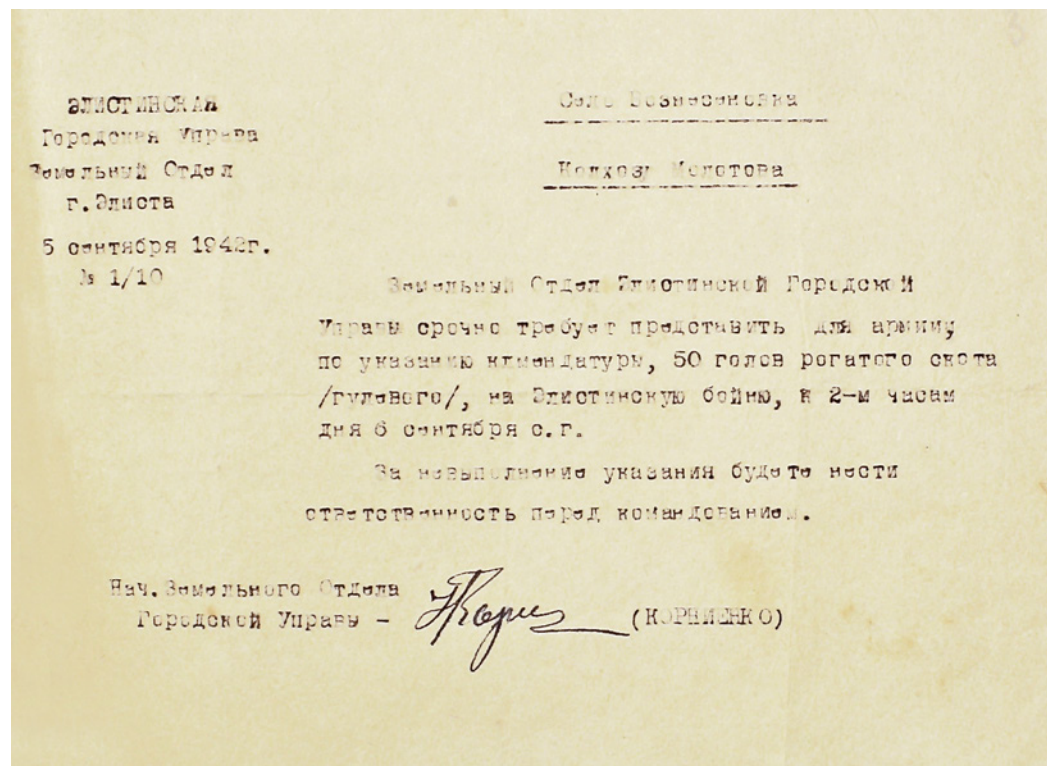 ЭЛИСТИНСКАЯ
Городская Управа
Земельный Отдел
г.Элиста
5 сентября 1942г.
№ 1/10
Село Вознесеновка
Колхозу Молотова
Земельный Отдел Элистинской Городской
Управы срочно требует представить для армии,
по указанию клмендатуры, 50 голов рогатого скота
/гулевого/, на Элистинскую бойню, к 2-м часам
дня 6 сентября с.г.
За невыполнение указания будете нести
ответственность перед командованием.
Нач.Земельного Отдела
Городской Управы - (КОРНИЕНКО)